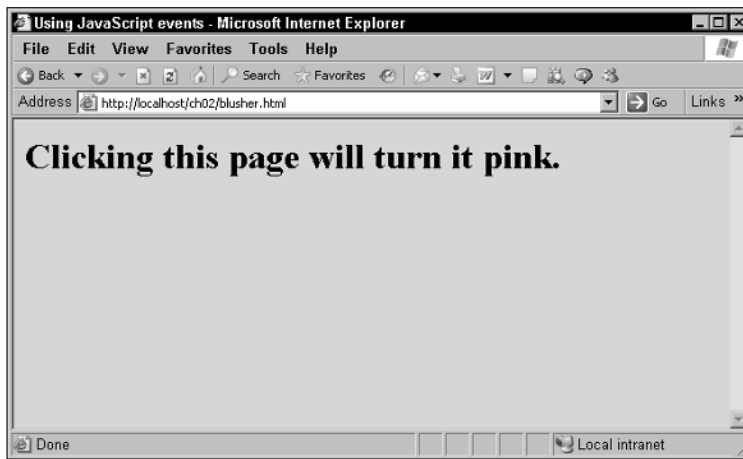 Using JavaScript events - Microsoft Internet Explorer
File Edit View Favorites Tools Help
Back Search Favorites
Address http://localhost/ch02/blusher.html Go Links »
Clicking this page will turn it pink.
Done Local intranet